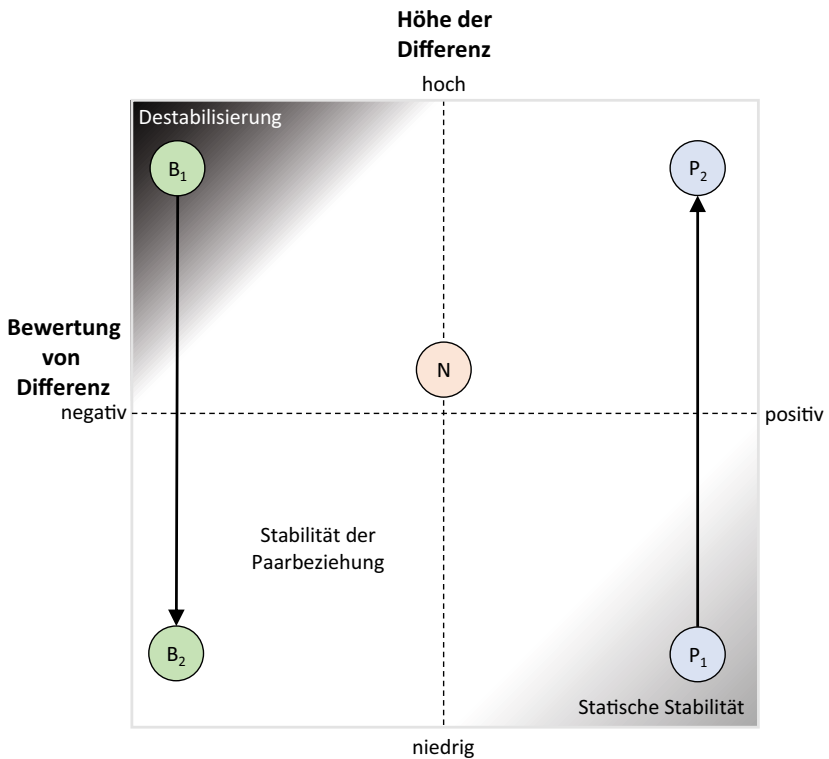 Höhe der
Differenz
hoch
Destabilisierung
B₁
P₂
Bewertung
von
Differenz
negativ
N
positiv
Stabilität der
Paarbeziehung
B₂
P₁
Statische Stabilität
niedrig